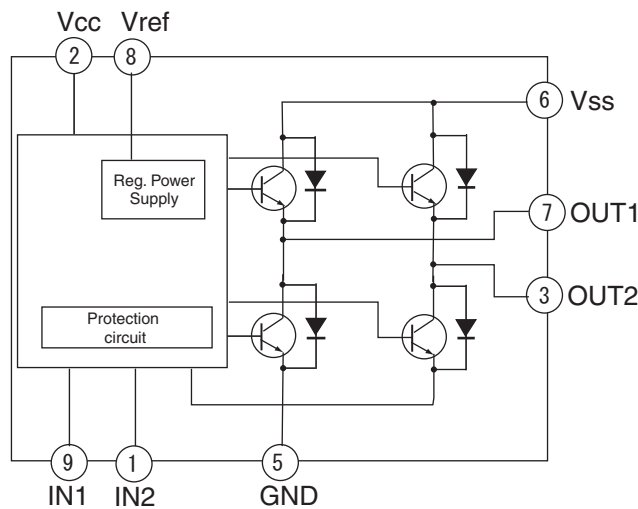 Vcc Vref
2 8
6 Vss
Reg. Power
Supply
7 OUT1
3 OUT2
Protection
circuit
9 1 5
IN1 IN2 GND